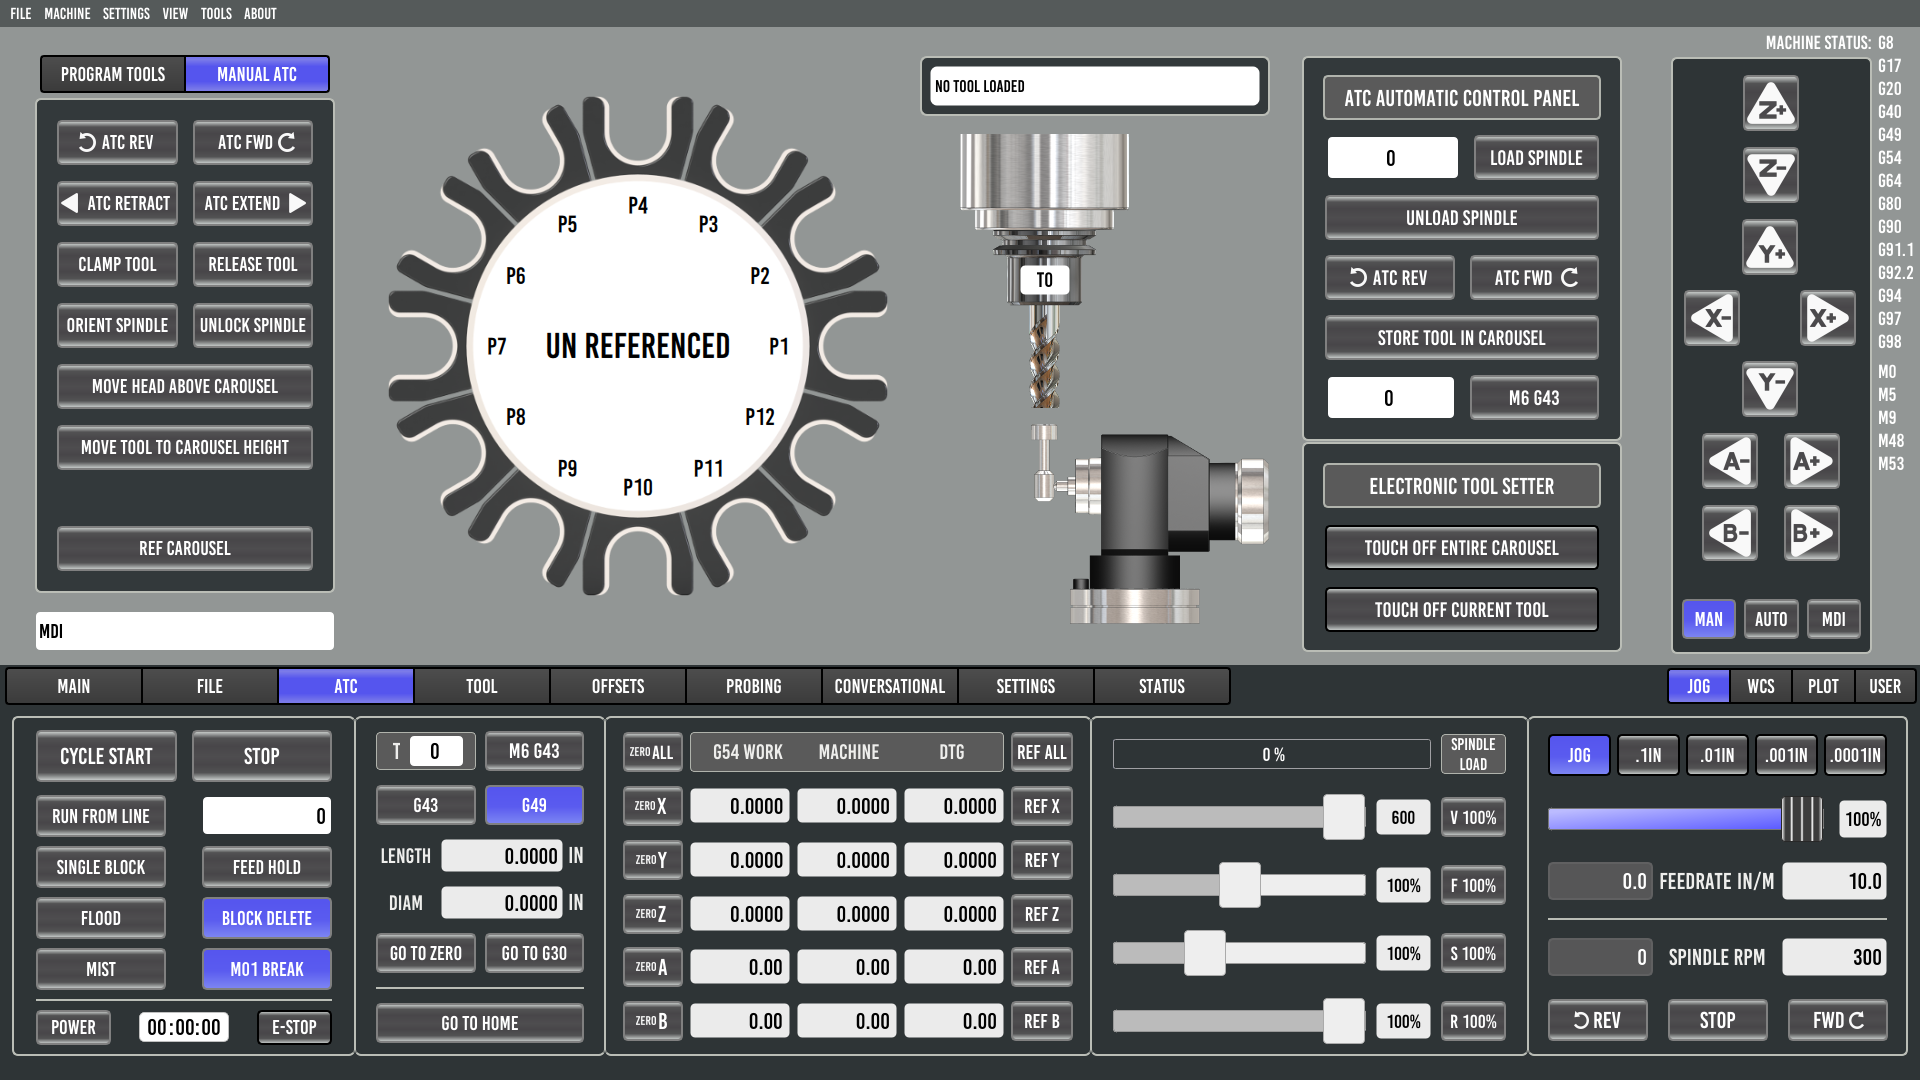 FILE MACHINE SETTINGS VIEW TOOLS ABOUT
MACHINE STATUS: G8
G17
G20
G40
G49
G54
G64
G80
G90
G91.1
G92.2
G94
G97
G98
M0
M5
M9
M48
M53
PROGRAM TOOLS MANUAL ATC
ATC REV ATC FWD
ATC RETRACT ATC EXTEND
CLAMP TOOL RELEASE TOOL
ORIENT SPINDLE UNLOCK SPINDLE
MOVE HEAD ABOVE CAROUSEL
MOVE TOOL TO CAROUSEL HEIGHT
REF CAROUSEL
MDI
P4
P5 P3
P6 P2
P7 UN REFERENCED P1
P8 P12
P9 P11
P10
NO TOOL LOADED
T0
ATC AUTOMATIC CONTROL PANEL
0 LOAD SPINDLE
UNLOAD SPINDLE
ATC REV ATC FWD
STORE TOOL IN CAROUSEL
0 M6 G43
ELECTRONIC TOOL SETTER
TOUCH OFF ENTIRE CAROUSEL
TOUCH OFF CURRENT TOOL
Z+
Z-
Y+
X- X+
Y-
A- A+
B- B+
MAN AUTO MDI
MAIN FILE ATC TOOL OFFSETS PROBING CONVERSATIONAL SETTINGS STATUS
JOG WCS PLOT USER
CYCLE START STOP
RUN FROM LINE 0
SINGLE BLOCK FEED HOLD
FLOOD BLOCK DELETE
MIST M01 BREAK
POWER 00:00:00 E-STOP
T 0 M6 G43
G43 G49
LENGTH 0.0000 IN
DIAM 0.0000 IN
GO TO ZERO GO TO G30
GO TO HOME
ZERO ALL G54 WORK MACHINE DTG REF ALL
ZERO X 0.0000 0.0000 0.0000 REF X
ZERO Y 0.0000 0.0000 0.0000 REF Y
ZERO Z 0.0000 0.0000 0.0000 REF Z
ZERO A 0.00 0.00 0.00 REF A
ZERO B 0.00 0.00 0.00 REF B
0 % SPINDLE
LOAD
600 V 100%
100% F 100%
100% S 100%
100% R 100%
JOG .1IN .01IN .001IN .0001IN
100%
0.0 FEEDRATE IN/M 10.0
0 SPINDLE RPM 300
REV STOP FWD